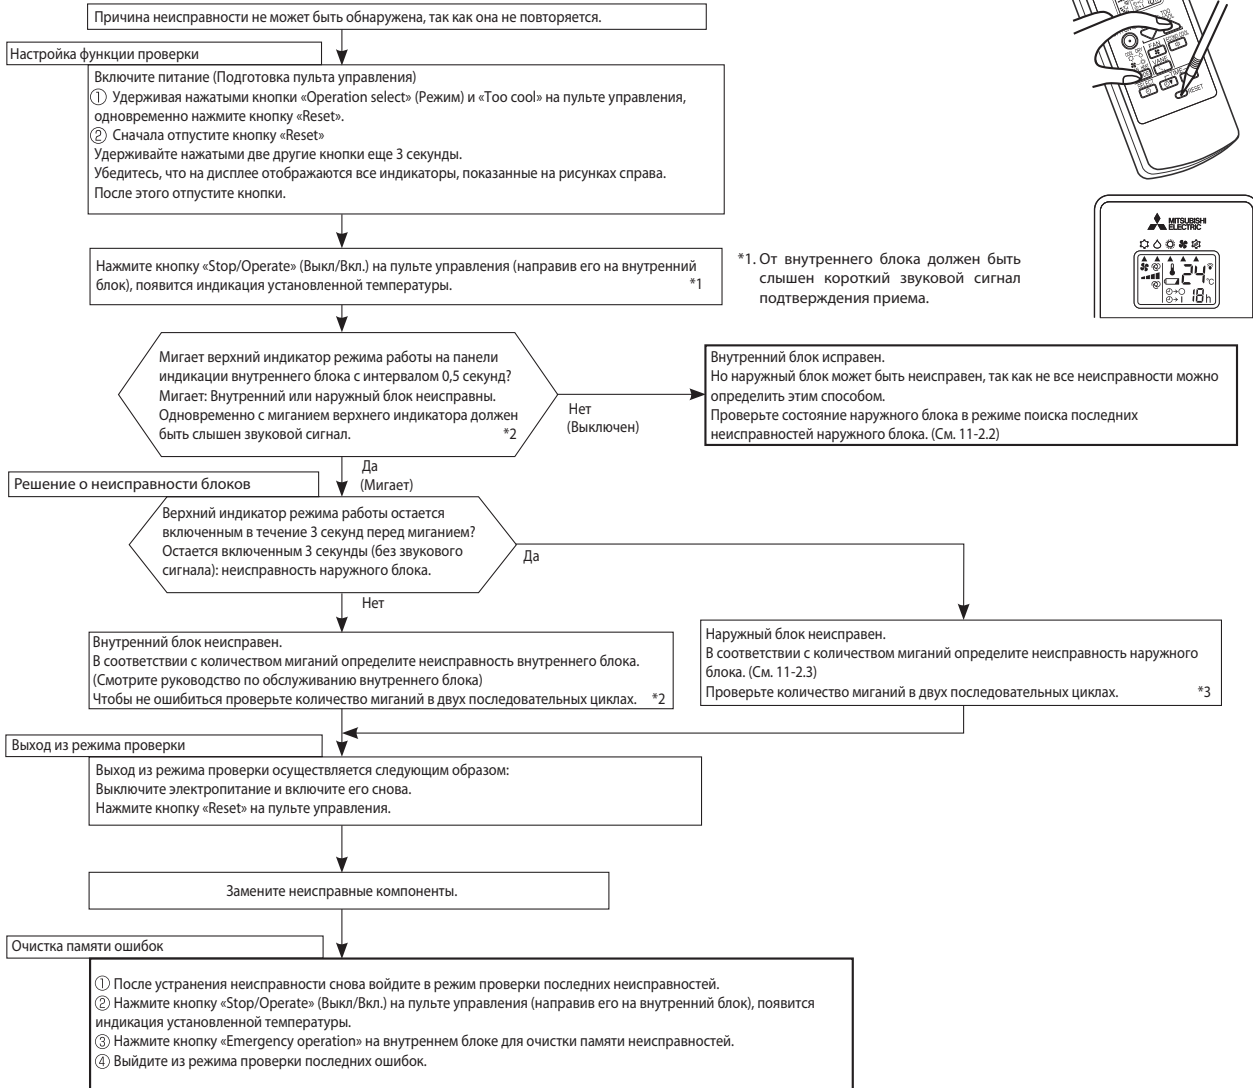 Причина неисправности не может быть обнаружена, так как она не повторяется.
Настройка функции проверки
Включите питание (Подготовка пульта управления)
① Удерживая нажатыми кнопки «Operation select» (Режим) и «Too cool» на пульте управления,
одновременно нажмите кнопку «Reset».
② Сначала отпустите кнопку «Reset»
Удерживайте нажатыми две другие кнопки еще 3 секунды.
Убедитесь, что на дисплее отображаются все индикаторы, показанные на рисунках справа.
После этого отпустите кнопки.
FAN
VANE
TIME
SELECT
RESET
Нажмите кнопку «Stop/Operate» (Выкл/Вкл.) на пульте управления (направив его на внутренний
блок), появится индикация установленной температуры. *1
*1. От внутреннего блока должен быть
слышен короткий звуковой сигнал
подтверждения приема.
MITSUBISHI
ELECTRIC
24°C
18h
Мигает верхний индикатор режима работы на панели
индикации внутреннего блока с интервалом 0,5 секунд?
Мигает: Внутренний или наружный блок неисправны.
Одновременно с миганием верхнего индикатора должен
быть слышен звуковой сигнал. *2
Нет
(Выключен)
Внутренний блок исправен.
Но наружный блок может быть неисправен, так как не все неисправности можно
определить этим способом.
Проверьте состояние наружного блока в режиме поиска последних
неисправностей наружного блока. (См. 11-2.2)
Да
(Мигает)
Решение о неисправности блоков
Верхний индикатор режима работы остается
включенным в течение 3 секунд перед миганием?
Остается включенным 3 секунды (без звукового
сигнала): неисправность наружного блока.
Да
Нет
Внутренний блок неисправен.
В соответствии с количеством миганий определите неисправность внутреннего блока.
(Смотрите руководство по обслуживанию внутреннего блока)
Чтобы не ошибиться проверьте количество миганий в двух последовательных циклах. *2
Наружный блок неисправен.
В соответствии с количеством миганий определите неисправность наружного
блока. (См. 11-2.3)
Проверьте количество миганий в двух последовательных циклах. *3
Выход из режима проверки
Выход из режима проверки осуществляется следующим образом:
Выключите электропитание и включите его снова.
Нажмите кнопку «Reset» на пульте управления.
Замените неисправные компоненты.
Очистка памяти ошибок
① После устранения неисправности снова войдите в режим проверки последних неисправностей.
② Нажмите кнопку «Stop/Operate» (Выкл/Вкл.) на пульте управления (направив его на внутренний блок), появится
индикация установленной температуры.
③ Нажмите кнопку «Emergency operation» на внутреннем блоке для очистки памяти неисправностей.
④ Выйдите из режима проверки последних ошибок.